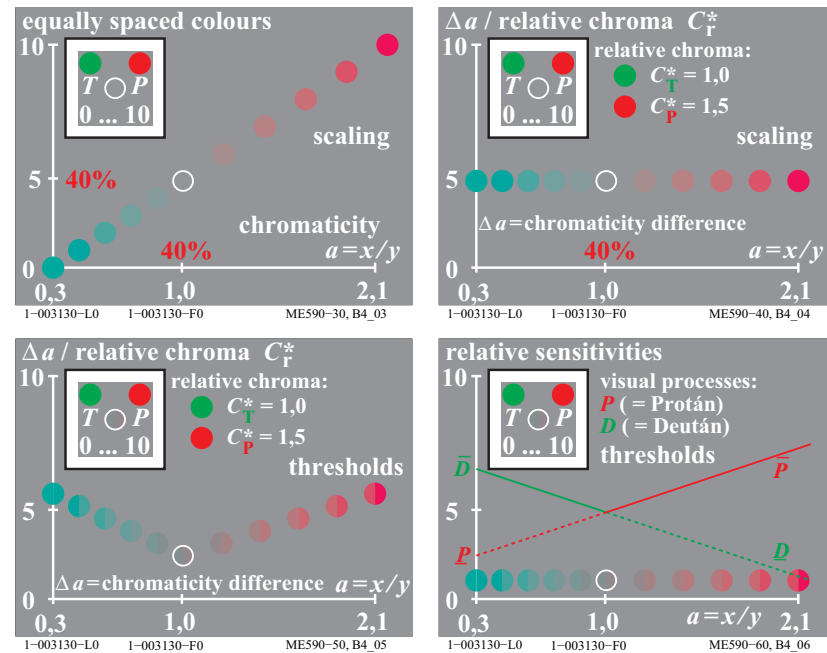 equally spaced colours
10
T P
0 ... 10
scaling
5
40%
chromaticity
40%
a=x/y
0
0,3 1,0 2,1
1−003130−L0 1−003130−F0 ME590−30, B4_03
Δa / relative chroma C*r
10
relative chroma:
C*T = 1,0
T P
C*P = 1,5
0 ... 10
scaling
5
Δa=chromaticity difference
40%
a=x/y
0
0,3 1,0 2,1
1−003130−L0 1−003130−F0 ME590−40, B4_04
Δa / relative chroma C*r
10
relative chroma:
C*T = 1,0
T P
C*P = 1,5
0 ... 10
thresholds
5
Δa=chromaticity difference a=x/y
0
0,3 1,0 2,1
1−003130−L0 1−003130−F0 ME590−50, B4_05
relative sensitivities
10
visual processes:
P ( = Protán)
T P
D ( = Deután)
0 ... 10
thresholds
D̅ P̅
5
P̲ D̲
0
a=x/y
0,3 1,0 2,1
1−003130−L0 1−003130−F0 ME590−60, B4_06